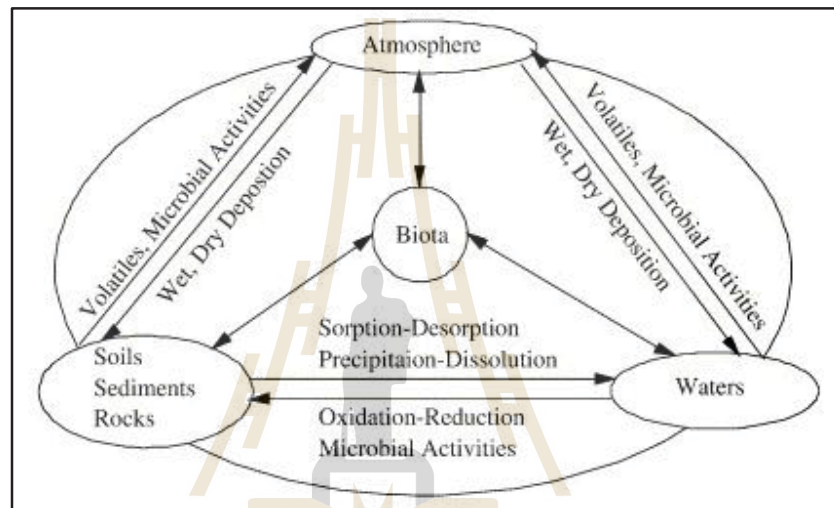 Atmosphere
Volatiles, Microbial Activities
Wet, Dry Depostion
Volatiles, Microbial Activities
Wet, Dry Deposition
Biota
Sorption-Desorption
Precipitaion-Dissolution
Soils
Sediments
Rocks
Waters
Oxidation-Reduction
Microbial Activities